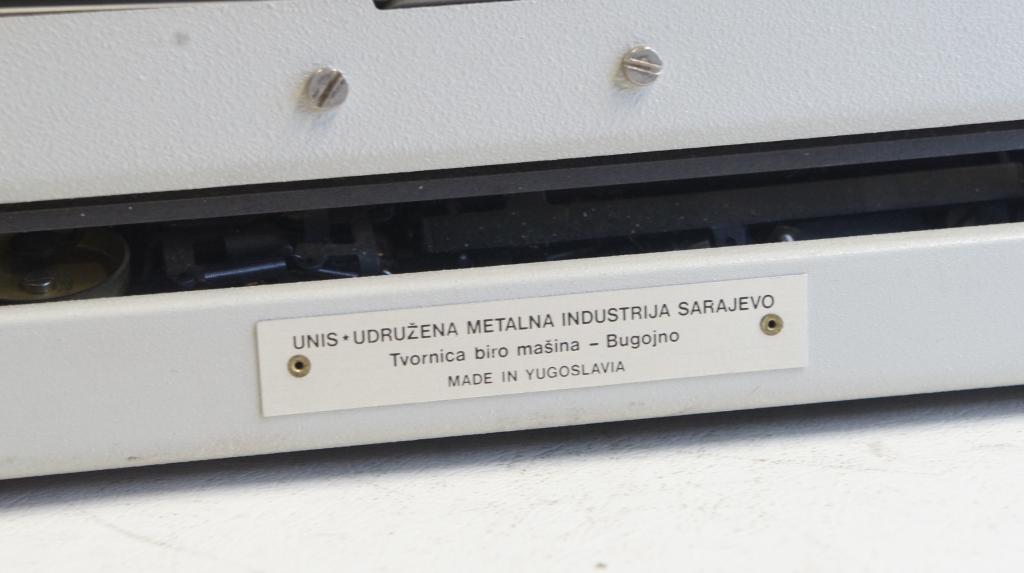 UNIS★UDRUŽENA METALNA INDUSTRIJA SARAJEVO
Tvornica biro mašina – Bugojno
MADE IN YUGOSLAVIA